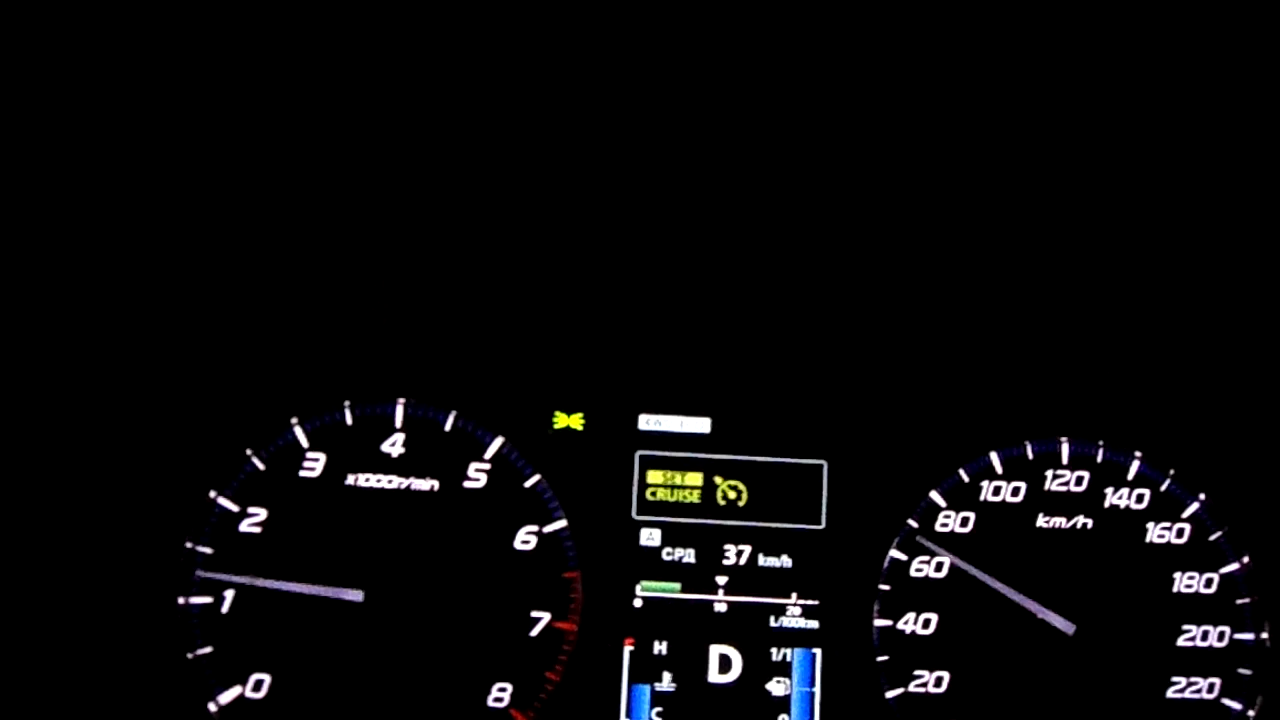 0
1
2
3
4
5
6
7
8
x1000r/min
SET
CRUISE
A
СРД 37 km/h
0 10 20
L/100km
H
C
D
1/1
0
20
40
60
80
100
120
140
160
180
200
220
km/h